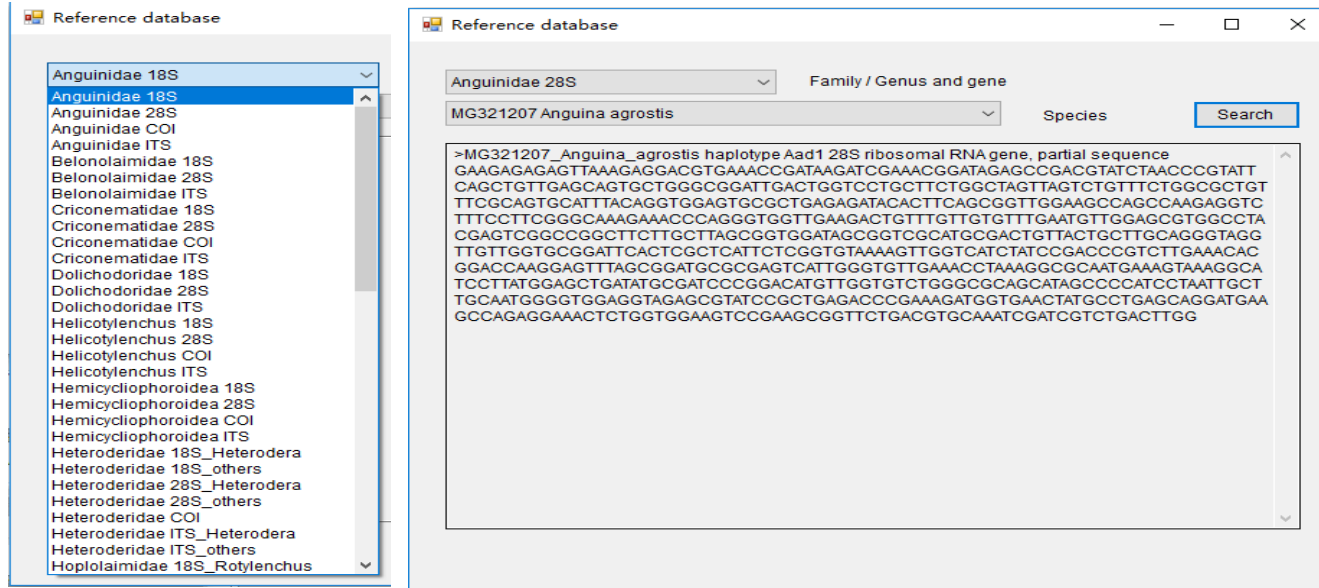 Reference database
Anguinidae 18S
Anguinidae 18S
Anguinidae 28S
Anguinidae COI
Anguinidae ITS
Belonolaimidae 18S
Belonolaimidae 28S
Belonolaimidae ITS
Criconematidae 18S
Criconematidae 28S
Criconematidae COI
Criconematidae ITS
Dolichodoridae 18S
Dolichodoridae 28S
Dolichodoridae ITS
Helicotylenchus 18S
Helicotylenchus 28S
Helicotylenchus COI
Helicotylenchus ITS
Hemicycliophoroidea 18S
Hemicycliophoroidea 28S
Hemicycliophoroidea COI
Hemicycliophoroidea ITS
Heteroderidae 18S_Heterodera
Heteroderidae 18S_others
Heteroderidae 28S_Heterodera
Heteroderidae 28S_others
Heteroderidae COI
Heteroderidae ITS_Heterodera
Heteroderidae ITS_others
Hoplolaimidae 18S_Rotylenchus
Reference database
Anguinidae 28S Family / Genus and gene
MG321207 Anguina agrostis Species Search
>MG321207_Anguina_agrostis haplotype Aad1 28S ribosomal RNA gene, partial sequence
GAAGAGAGAGTTAAAGAGGACGTGAAACCGATAAGATCGAAACGGATAGAGCCGACGTATCTAACCCGTATT
CAGCTGTTGAGCAGTGCTGGGCGGATTGACTGGTCCTGCTTCTGGCTAGTTAGTCTGTTTCTGGCGCTGT
TTCGCAGTGCATTTACAGGTGGAGTGCGCTGAGAGATACACTTCAGCGGTTGGAAGCCAGCCAAGAGGTC
TTTCCTTCGGGCAAAGAAACCCAGGGTGGTTGAAGACTGTTTGTTGTGTTTGAATGTTGGAGCGTGGCCTA
CGAGTCGGCCGGCTTCTTGCTTAGCGGTGGATAGCGGTCGCATGCGACTGTTACTGCTTGCAGGGTAGG
TTGTTGGTGCGGATTCACTCGCTCATTCTCGGTGTAAAAGTTGGTCATCTATCCGACCCGTCTTGAAACAC
GGACCAAGGAGTTTAGCGGATGCGCGAGTCATTGGGTGTTGAAACCTAAAGGCGCAATGAAAGTAAAGGCA
TCCTTATGGAGCTGATATGCGATCCCGGACATGTTGGTGTCTGGGCGCAGCATAGCCCCATCCTAATTGCT
TGCAATGGGGTGGAGGTAGAGCGTATCCGCTGAGACCCGAAAGATGGTGAACTATGCCTGAGCAGGATGAA
GCCAGAGGAAACTCTGGTGGAAGTCCGAAGCGGTTCTGACGTGCAAATCGATCGTCTGACTTGG